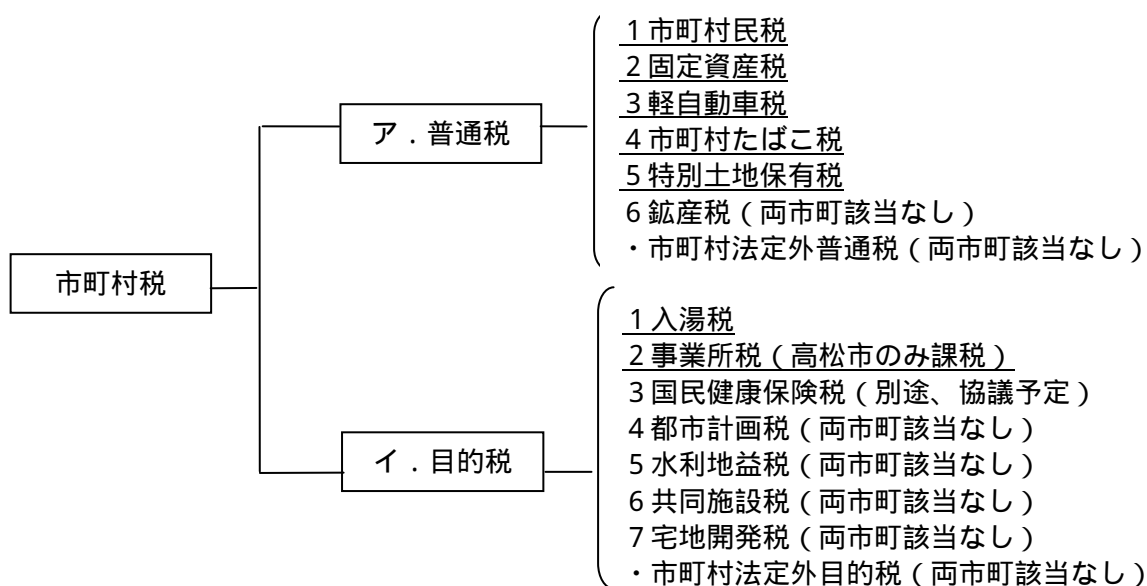 1 市町村民税
2 固定資産税
3 軽自動車税
ア．普通税
4 市町村たばこ税
5 特別土地保有税
6 鉱産税（両市町該当なし）
・市町村法定外普通税（両市町該当なし）
市町村税
1 入湯税
2 事業所税（高松市のみ課税）
3 国民健康保険税（別途、協議予定）
4 都市計画税（両市町該当なし）
イ．目的税
5 水利地益税（両市町該当なし）
6 共同施設税（両市町該当なし）
7 宅地開発税（両市町該当なし）
・市町村法定外目的税（両市町該当なし）